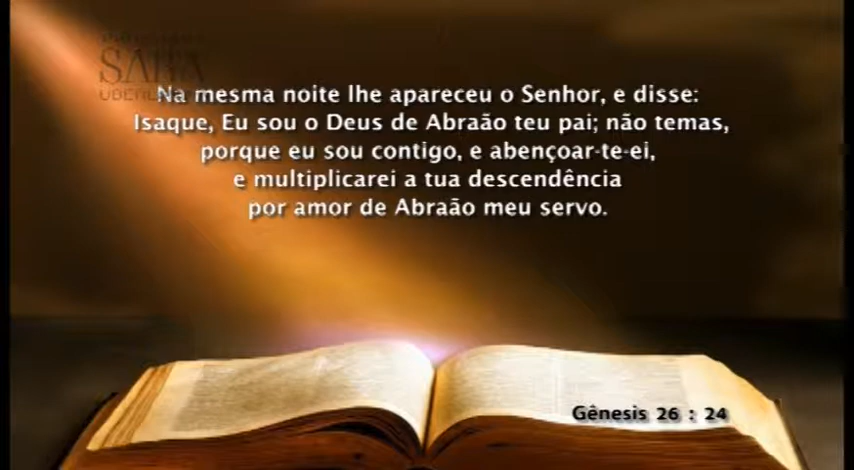 SARA
Na mesma noite lhe apareceu o Senhor, e disse:
Isaque, Eu sou o Deus de Abraão teu pai; não temas,
porque eu sou contigo, e abençoar-te-ei,
e multiplicarei a tua descendência
por amor de Abraão meu servo.
Gênesis 26 : 24